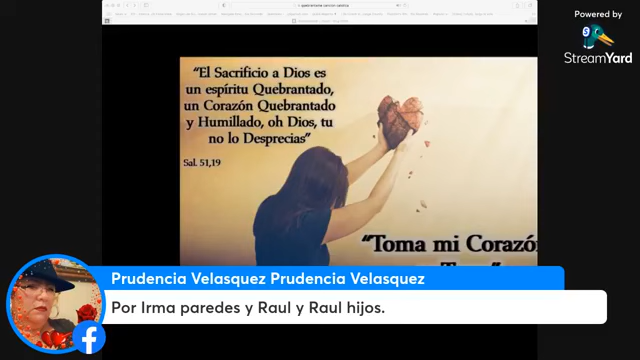 Powered by
StreamYard
“El Sacrificio a Dios es
un espíritu Quebrantado,
un Corazón Quebrantado
y Humillado, oh Dios, tu
no lo Desprecias”
Sal. 51,19
“Toma mi Corazó
Prudencia Velasquez Prudencia Velasquez
Por Irma paredes y Raul y Raul hijos.